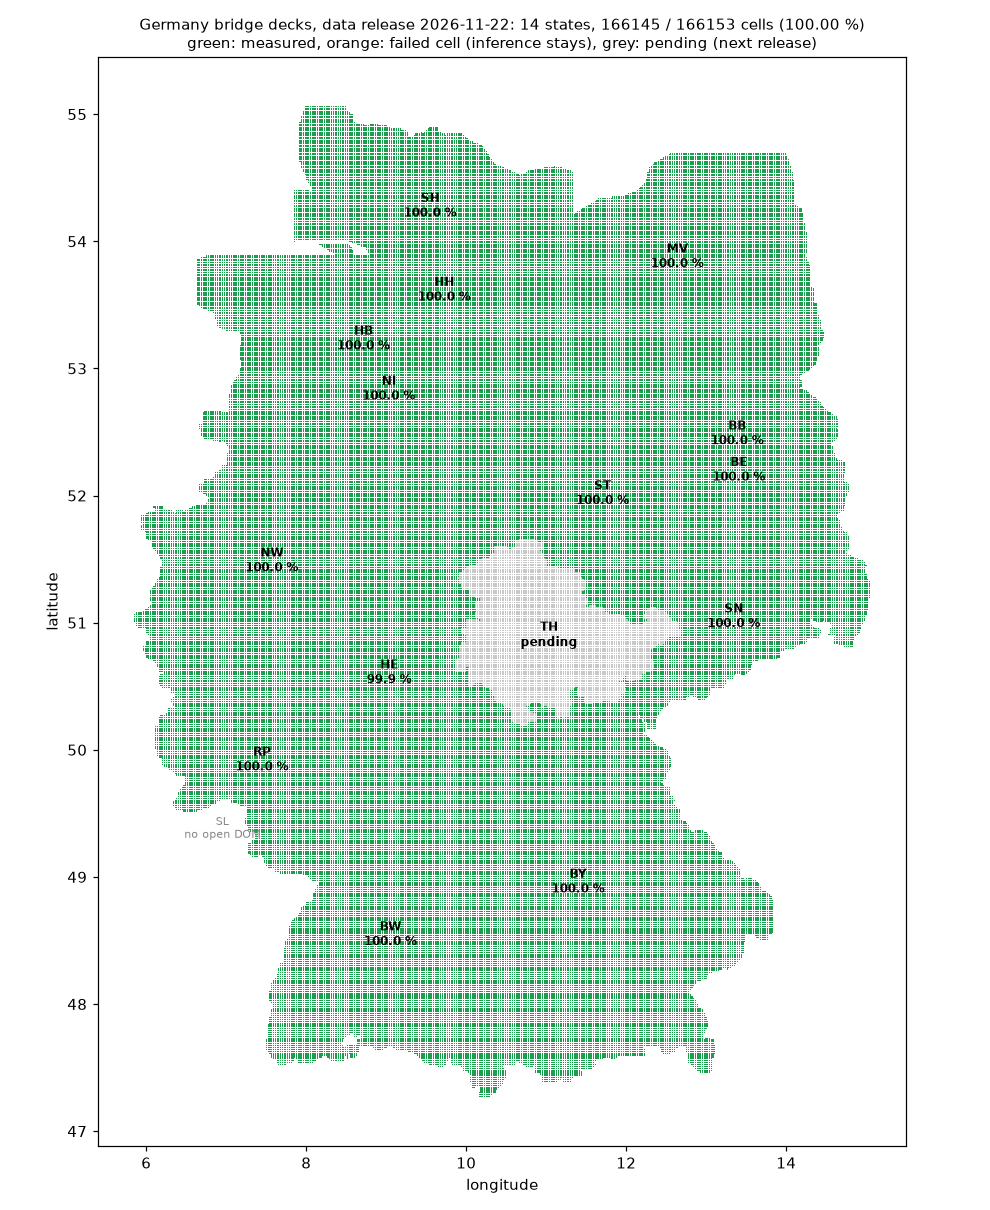 Germany bridge decks, data release 2026-11-22: 14 states, 166145 / 166153 cells (100.00 %)
green: measured, orange: failed cell (inference stays), grey: pending (next release)
55
SH
100.0 %
54
MV
100.0 %
HH
100.0 %
HB
100.0 %
53
NI
100.0 %
BB
100.0 %
BE
100.0 %
ST
100.0 %
52
NW
100.0 %
latitude
51
TH
pending
SN
100.0 %
HE
99.9 %
50
RP
100.0 %
SL
no open DOM
49
BY
100.0 %
BW
100.0 %
48
47
6 8 10 12 14
longitude